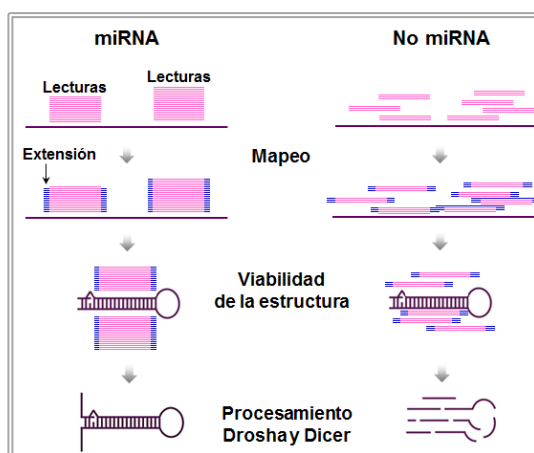 miRNA
No miRNA
Lecturas
Lecturas
Extensión
Mapeo
Viabilidad
de la estructura
Procesamiento
Drosha y Dicer